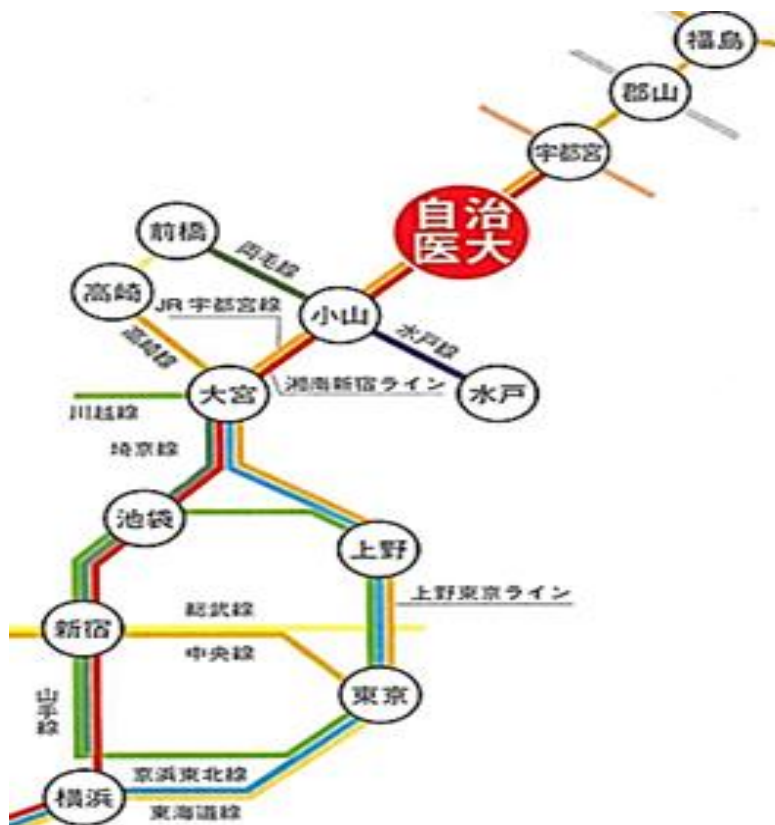 福島
郡山
宇都宮
自治
医大
前橋
両毛線
高崎
JR宇都宮線
小山
高崎線
水戸線
湘南新宿ライン
大宮
水戸
川越線
埼京線
池袋
上野
上野東京ライン
総武線
新宿
中央線
東京
山手線
京浜東北線
横浜
東海道線